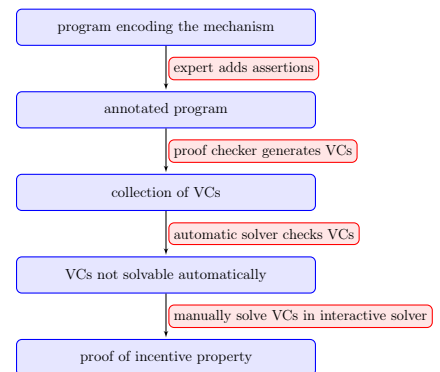 program encoding the mechanism
expert adds assertions
annotated program
proof checker generates VCs
collection of VCs
automatic solver checks VCs
VCs not solvable automatically
manually solve VCs in interactive solver
proof of incentive property